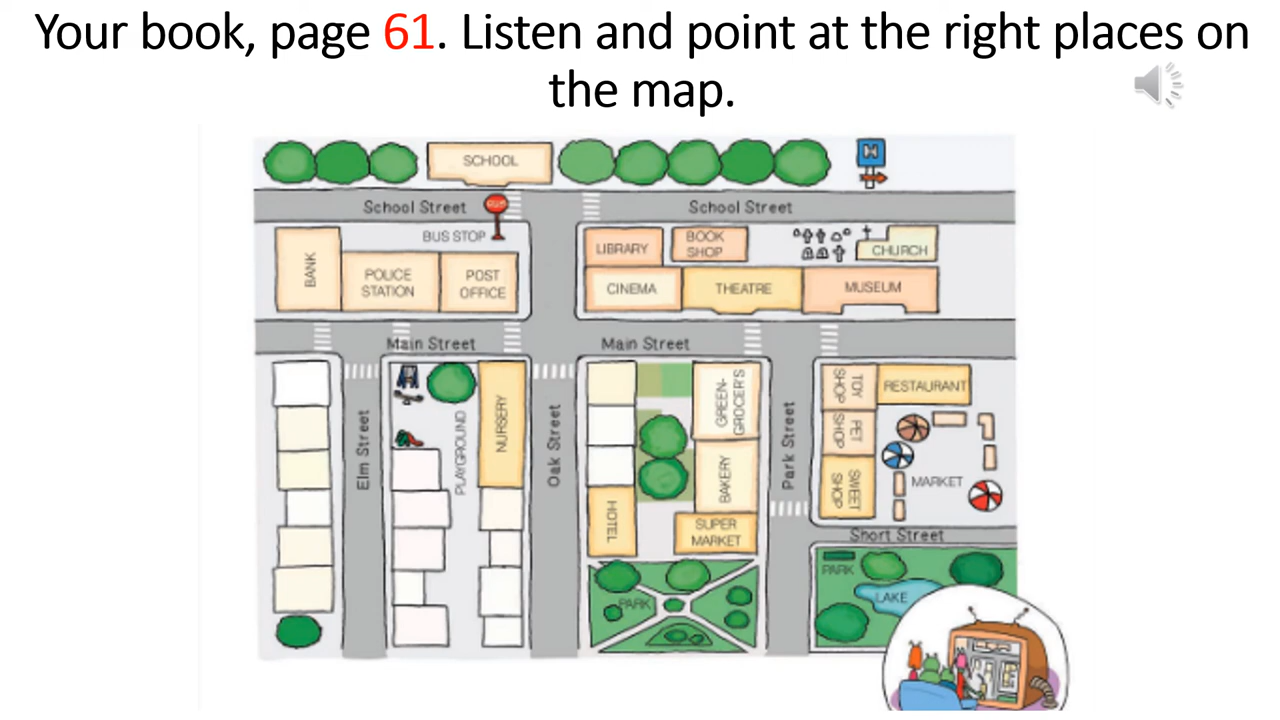 Your book, page 61. Listen and point at the right places on
the map.
SCHOOL
H
School Street
BUS
School Street
BUS STOP
BANK
POLICE
STATION
POST
OFFICE
LIBRARY
BOOK
SHOP
CHURCH
CINEMA
THEATRE
MUSEUM
Main Street
Main Street
Elm Street
PLAYGROUND
NURSERY
Oak Street
HOTEL
GREEN-
GROCER'S
BAKERY
SUPER
MARKET
PARK
Park Street
TOY
SHOP
RESTAURANT
PET
SHOP
SWEET
SHOP
MARKET
Short Street
PARK
LAKE